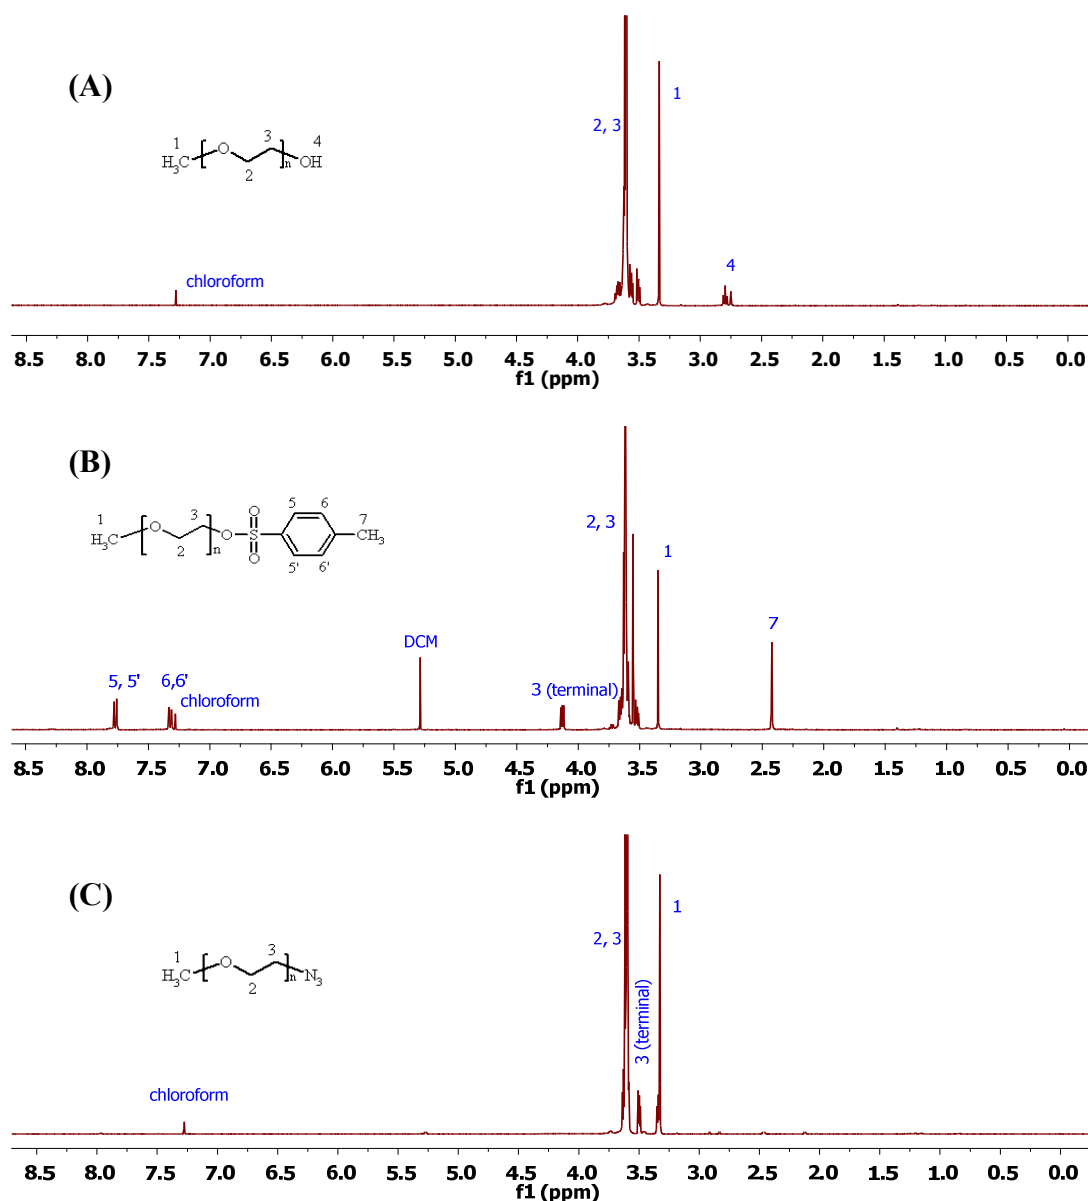 (A)
1
2, 3
1 3 4
H3C O n OH
2
chloroform
4
8.5 8.0 7.5 7.0 6.5 6.0 5.5 5.0 4.5 4.0 3.5 3.0 2.5 2.0 1.5 1.0 0.5 0.0
f1 (ppm)
(B)
1 3 5 6 7
H3C O n O S O O CH3
2 5' 6'
2, 3
1
DCM
7
5, 5' 6,6'
chloroform
3 (terminal)
8.5 8.0 7.5 7.0 6.5 6.0 5.5 5.0 4.5 4.0 3.5 3.0 2.5 2.0 1.5 1.0 0.5 0.0
f1 (ppm)
(C)
1
2, 3
1 3
H3C O n N3
2
3 (terminal)
chloroform
8.5 8.0 7.5 7.0 6.5 6.0 5.5 5.0 4.5 4.0 3.5 3.0 2.5 2.0 1.5 1.0 0.5 0.0
f1 (ppm)